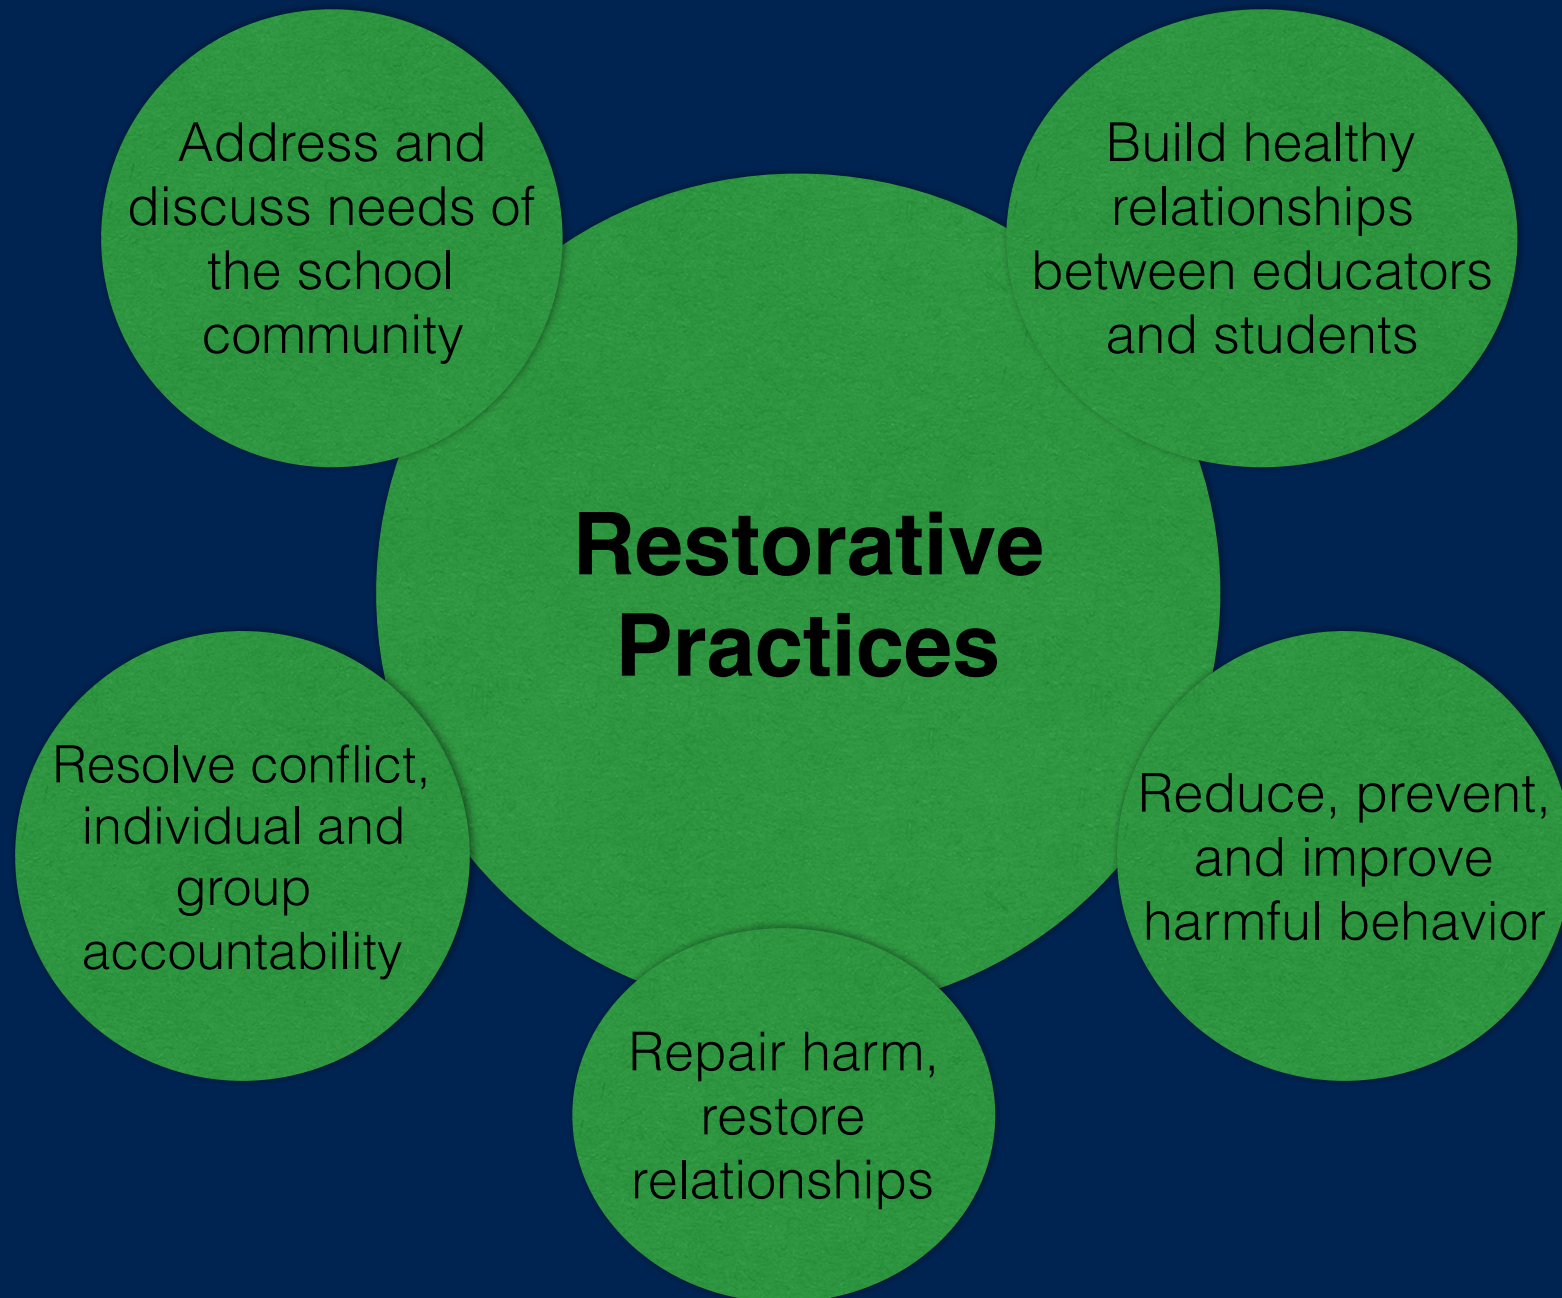 Address and
discuss needs of
the school
community
Build healthy
relationships
between educators
and students
Restorative
Practices
Resolve conflict,
individual and
group
accountability
Reduce, prevent,
and improve
harmful behavior
Repair harm,
restore
relationships